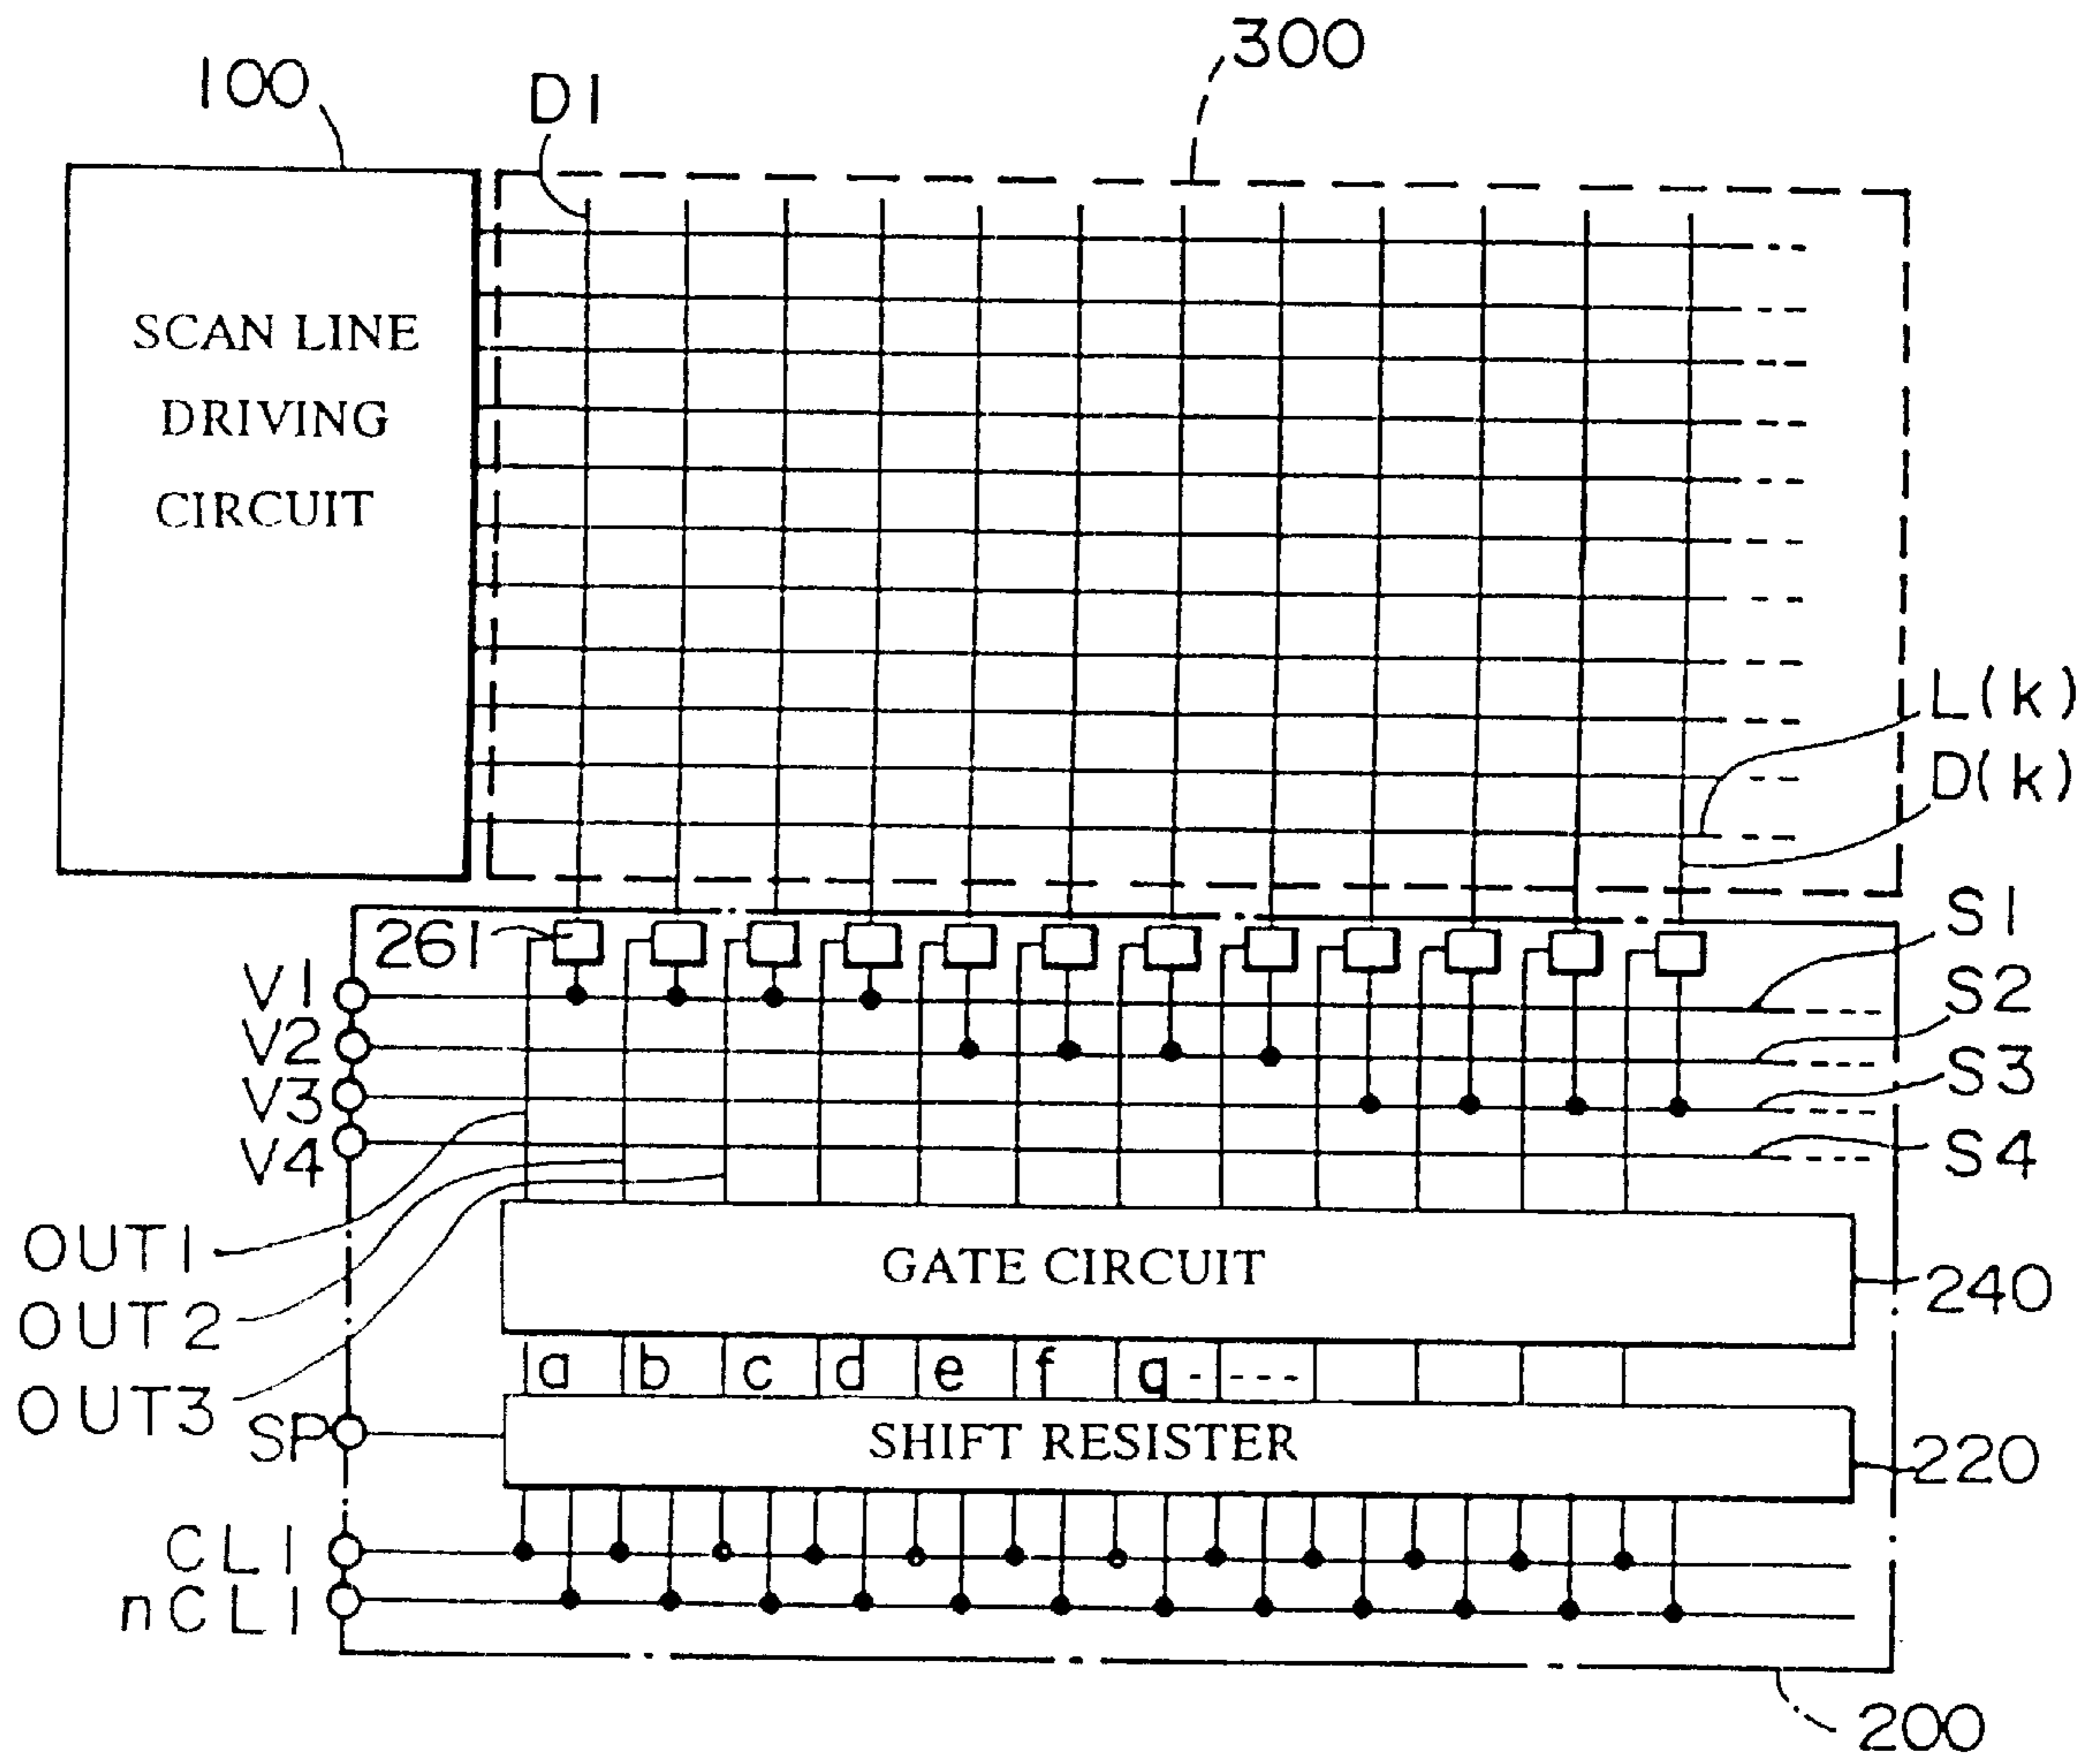 300
100
D1
SCAN LINE
DRIVING
CIRCUIT
L(k)
D(k)
S1
261
V1
S2
V2
S3
V3
S4
V4
OUT1
GATE CIRCUIT
240
OUT2
a b c d e f g
OUT3
SP
SHIFT RESISTER
220
CL1
nCL1
200